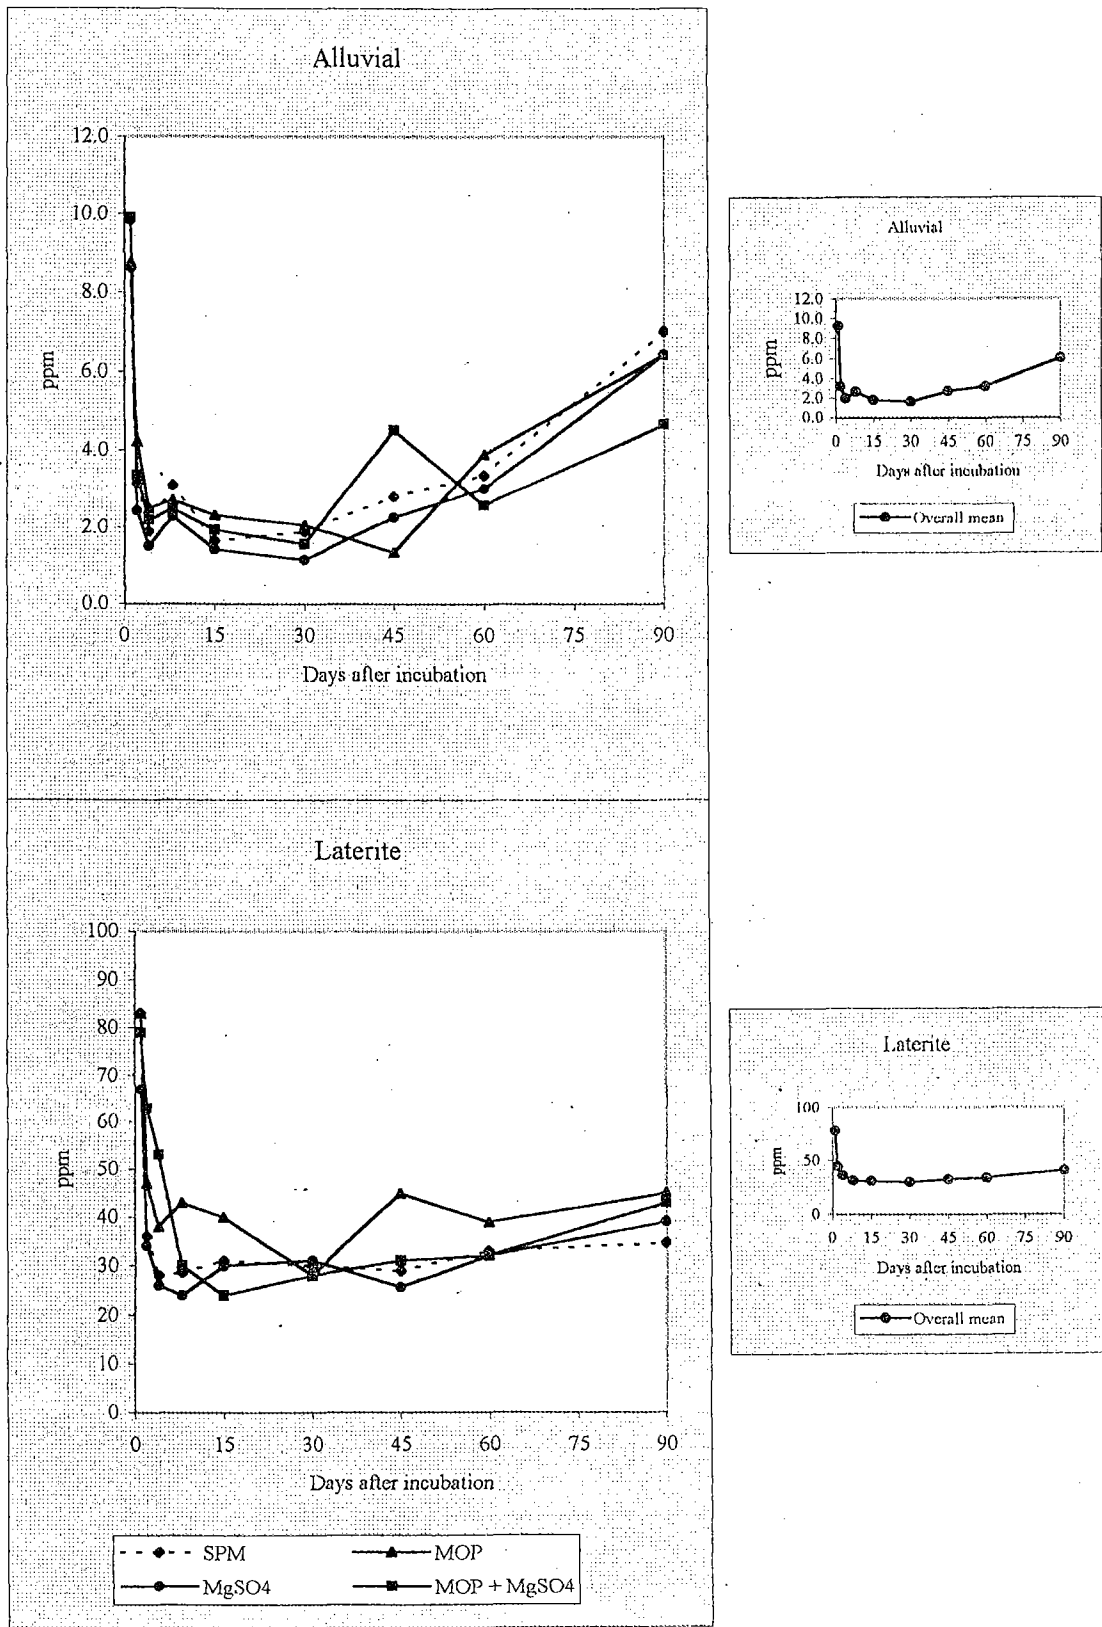 Alluvial
12.0
10.0
8.0
6.0
4.0
2.0
0.0
ppm
0 15 30 45 60 75 90
Days after incubation
Alluvial
12.0
10.0
8.0
6.0
4.0
2.0
0.0
ppm
0 15 30 45 60 75 90
Days after incubation
Overall mean
Laterite
100
90
80
70
60
50
40
30
20
10
0
ppm
0 15 30 45 60 75 90
Days after incubation
SPM MOP
MgSO4 MOP + MgSO4
Laterite
100
50
0
ppm
0 15 30 45 60 75 90
Days after incubation
Overall mean